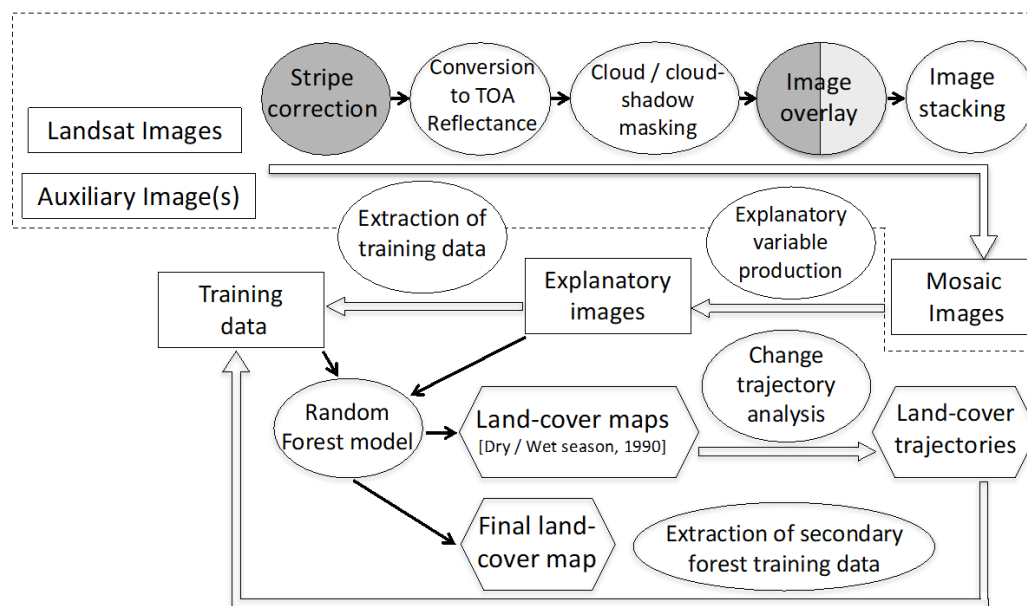 Stripe
correction
Conversion
to TOA
Reflectance
Cloud / cloud-
shadow
masking
Image
overlay
Image
stacking
Landsat Images
Auxiliary Image(s)
Extraction of
training data
Explanatory
variable
production
Training
data
Explanatory
images
Mosaic
Images
Change
trajectory
analysis
Random
Forest model
Land-cover maps
[Dry / Wet season, 1990]
Land-cover
trajectories
Final land-
cover map
Extraction of secondary
forest training data